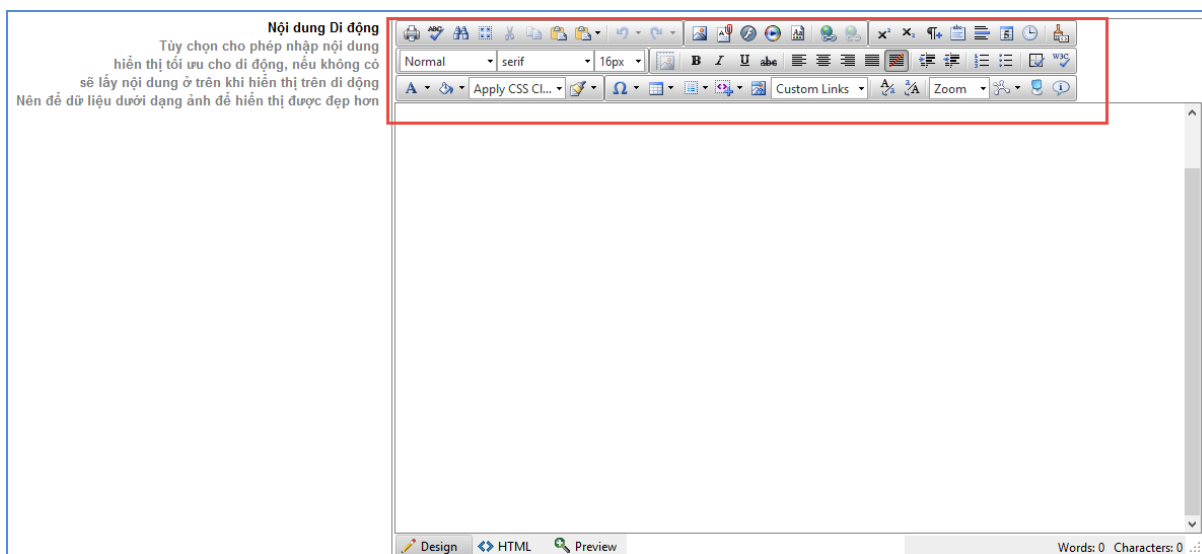 Nội dung Di động
Tùy chọn cho phép nhập nội dung
hiển thị tối ưu cho di động, nếu không có
sẽ lấy nội dung ở trên khi hiển thị trên di động
Nên để dữ liệu dưới dạng ảnh để hiển thị được đẹp hơn
Normal serif 16px B I U abc W3C
A Apply CSS Cl... Ω Custom Links Zoom
Design HTML Preview
Words: 0 Characters: 0